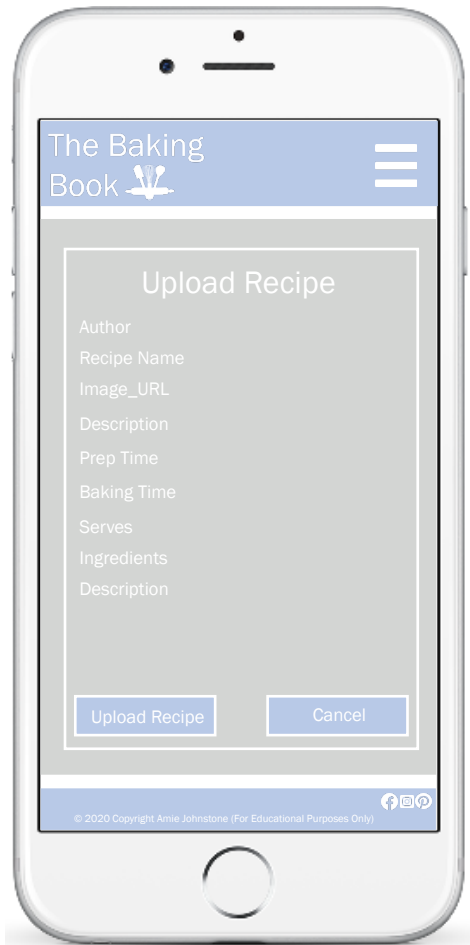 The Baking
Book
Upload Recipe
Author
Recipe Name
Image_URL
Description
Prep Time
Baking Time
Serves
Ingredients
Description
Upload Recipe
Cancel
© 2020 Copyright Amie Johnstone (For Educational Purposes Only)